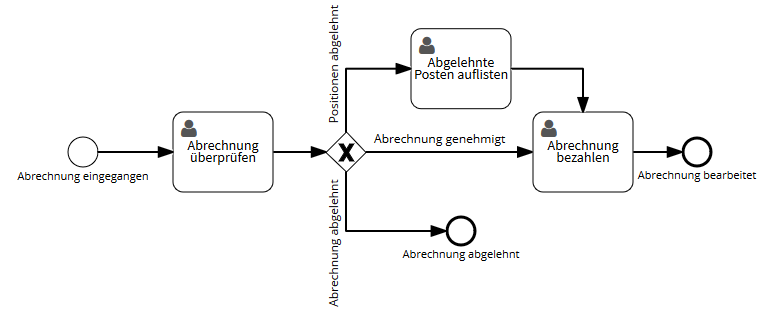 Positionen abgelehnt
Abgelehnte
Posten auflisten
Abrechnung eingegangen
Abrechnung
überprüfen
Abrechnung genehmigt
Abrechnung
bezahlen
Abrechnung bearbeitet
Abrechnung abgelehnt
Abrechnung abgelehnt